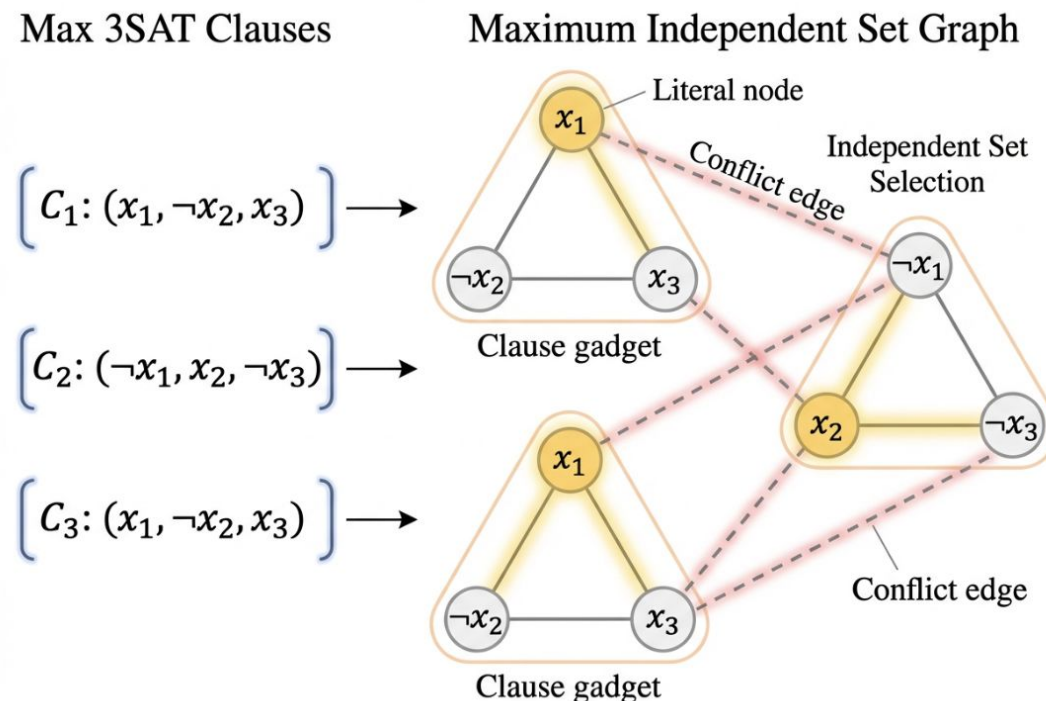 Max 3SAT Clauses
Maximum Independent Set Graph
C₁: (x₁, ¬x₂, x₃)
C₂: (¬x₁, x₂, ¬x₃)
C₃: (x₁, ¬x₂, x₃)
x₁
Literal node
¬x₂
x₃
Clause gadget
Conflict edge
Independent Set
Selection
¬x₁
x₂
¬x₃
x₁
¬x₂
x₃
Clause gadget
Conflict edge